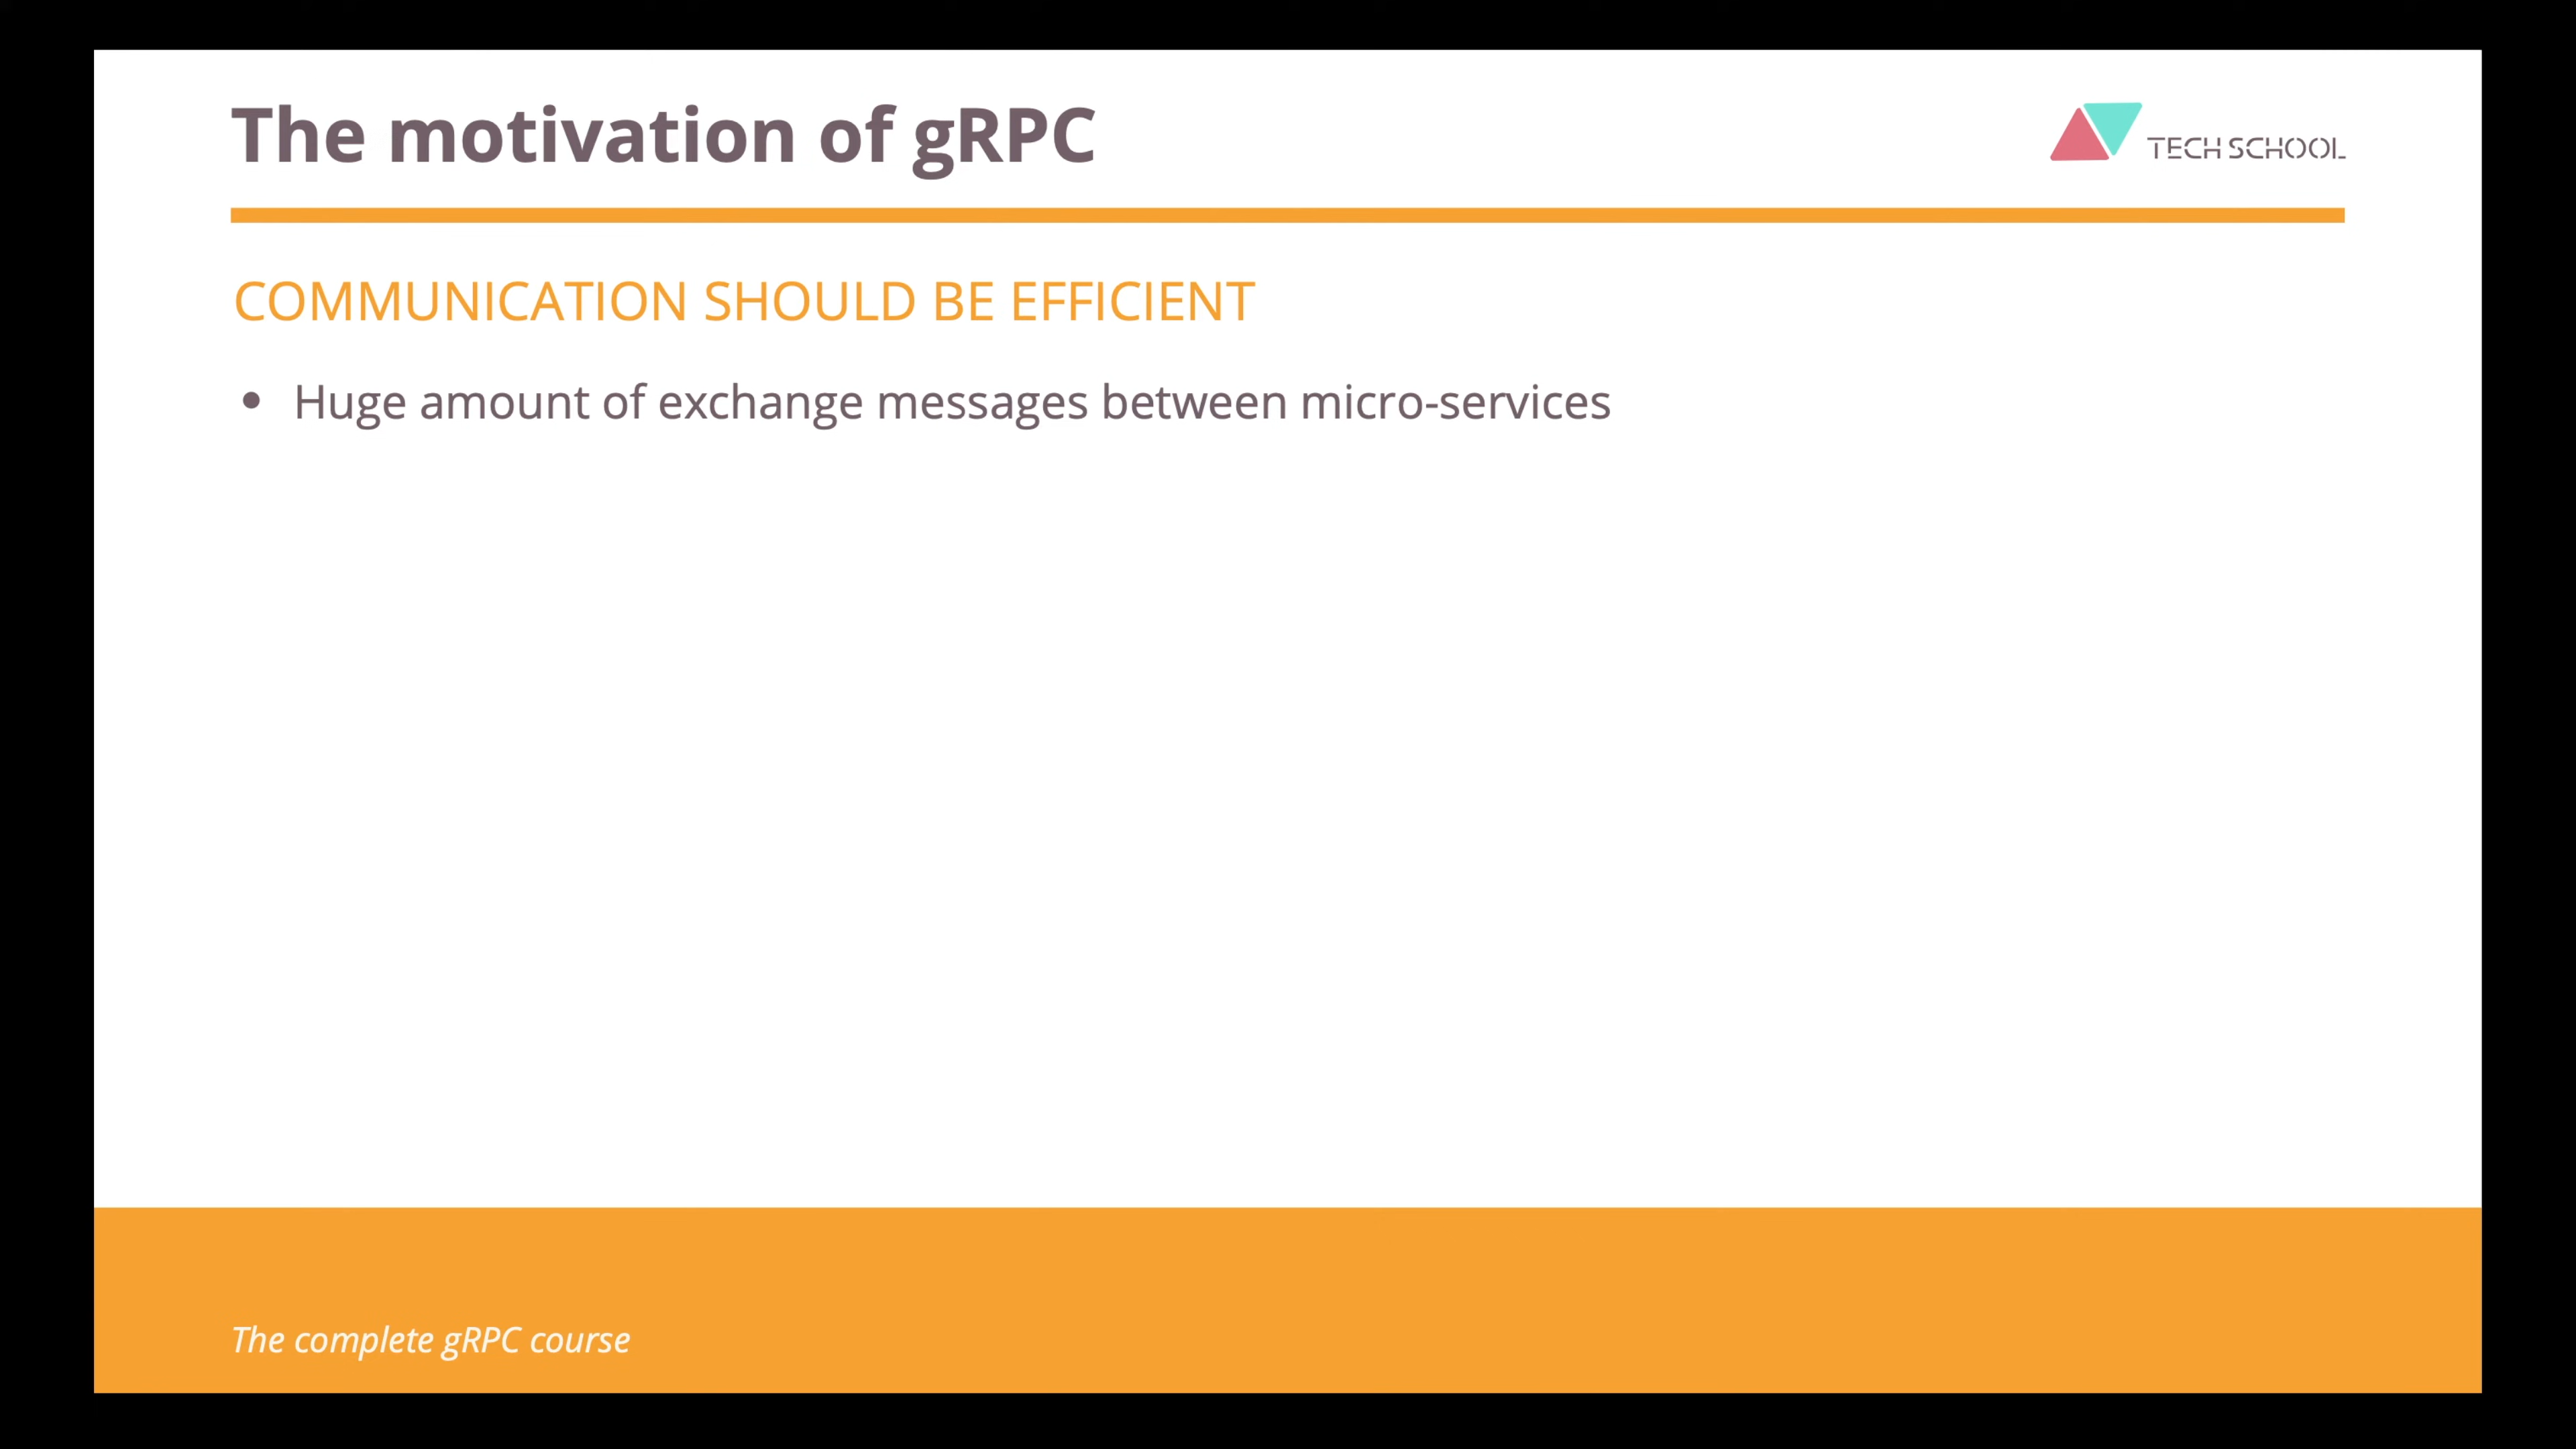 The motivation of gRPC
TECH SCHOOL
COMMUNICATION SHOULD BE EFFICIENT
• Huge amount of exchange messages between micro-services
The complete gRPC course